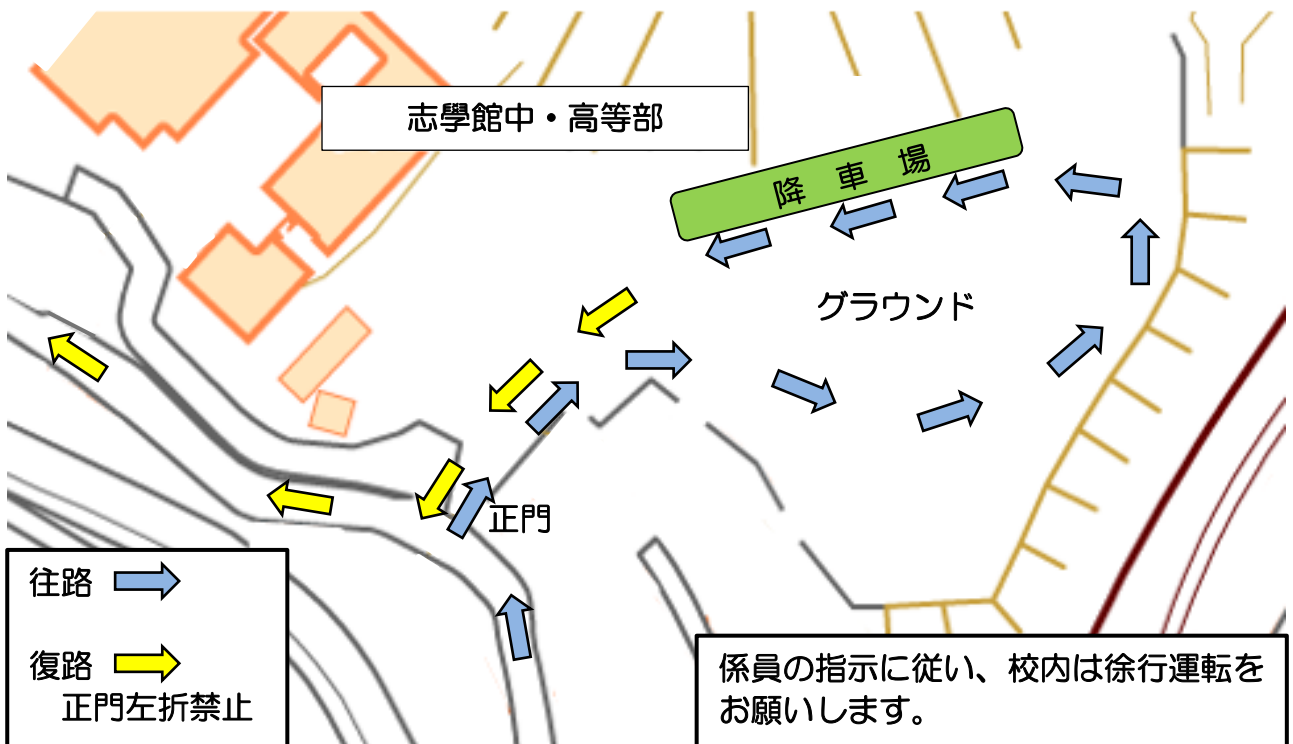 志學館中・高等部
降車場
グラウンド
正門
往路
復路
正門左折禁止
係員の指示に従い、校内は徐行運転を
お願いします。